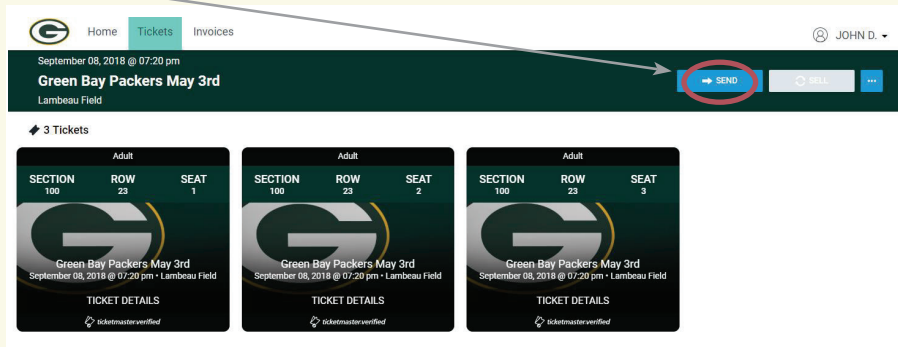 Home Tickets Invoices JOHN D.
September 08, 2018 @ 07:20 pm
Green Bay Packers May 3rd
Lambeau Field
SEND SELL ...
3 Tickets
Adult
SECTION ROW SEAT
100 23 1
G
Green Bay Packers May 3rd
September 08, 2018 @ 07:20 pm • Lambeau Field
TICKET DETAILS
ticketmaster.verified
Adult
SECTION ROW SEAT
100 23 2
G
Green Bay Packers May 3rd
September 08, 2018 @ 07:20 pm • Lambeau Field
TICKET DETAILS
ticketmaster.verified
Adult
SECTION ROW SEAT
100 23 3
G
Green Bay Packers May 3rd
September 08, 2018 @ 07:20 pm • Lambeau Field
TICKET DETAILS
ticketmaster.verified